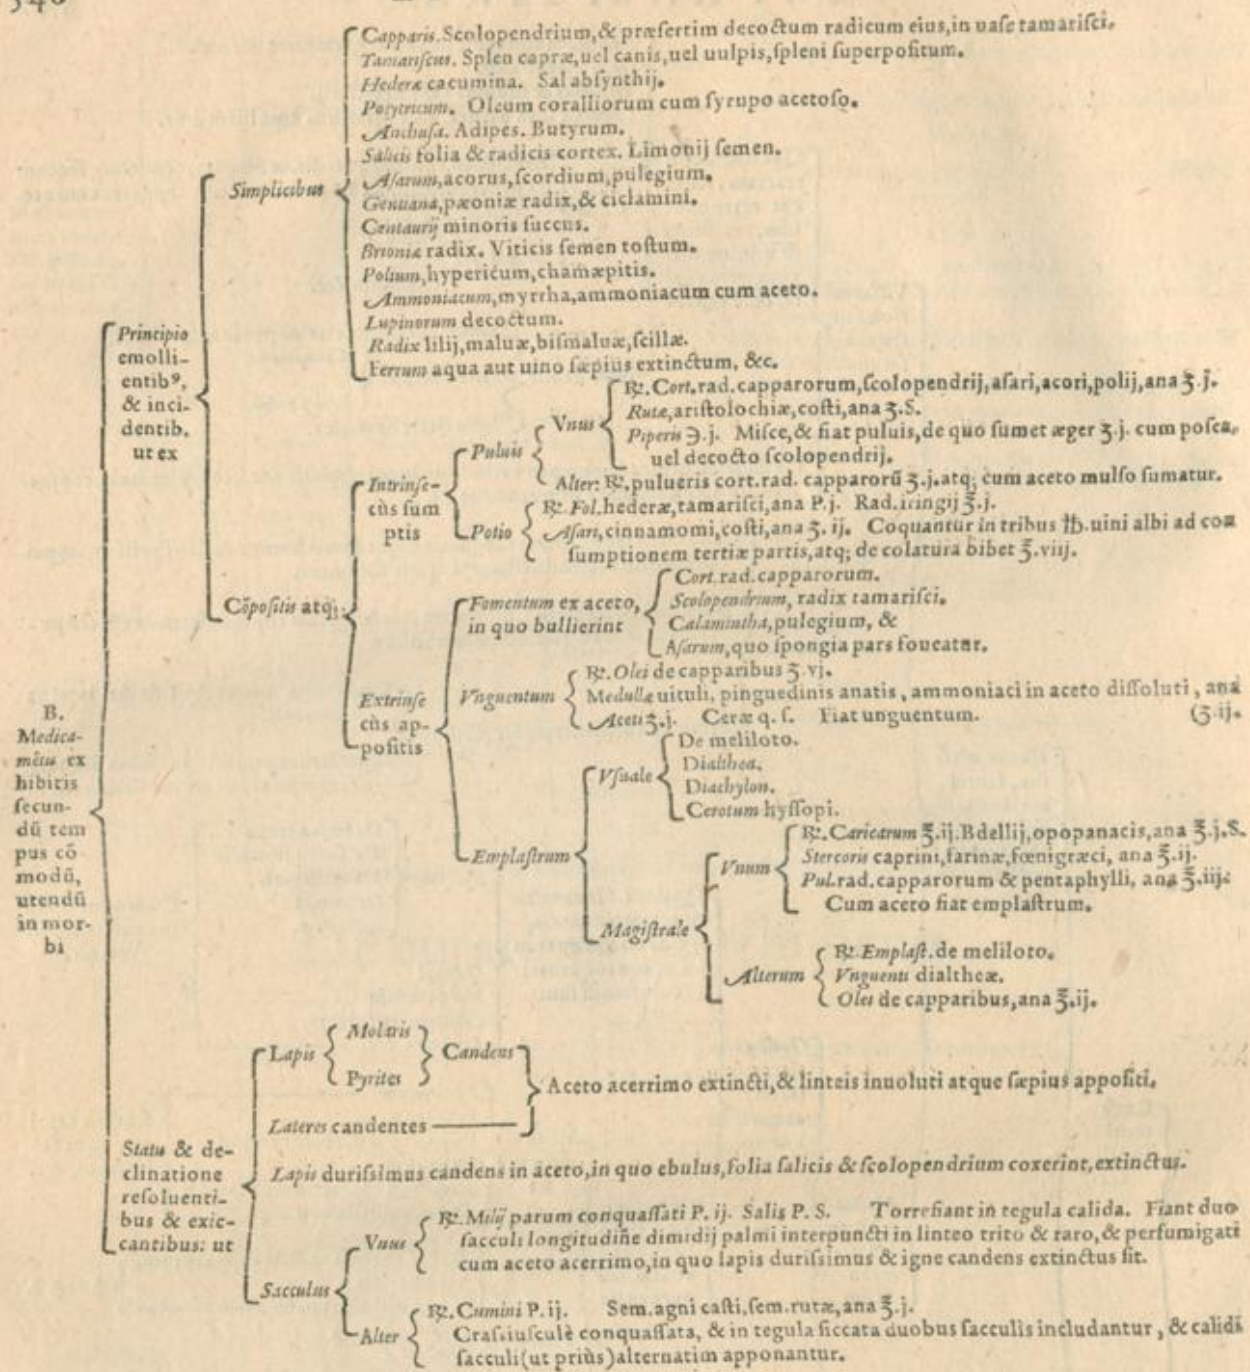 B.
Medica-
mētis ex
hibitis
ſecun-
dū tem
pus cō
modū,
utendū
in mor-
bi
Principio
emolli-
entibꝰ,
& inci-
dentib.
ut ex
Simplicibus
Capparis. Scolopendrium, & præſertim decoctum radicum eius, in uaſe tamariſci.
Tamariſcus. Splen capræ, uel canis, uel uulpis, ſpleni ſuperpoſitum.
Hederæ cacumina. Sal abſynthij.
Polytricum. Oleum coralliorum cum ſyrupo acetoſo.
Anchuſa. Adipes. Butyrum.
Salicis folia & radicis cortex. Limonij ſemen.
Aſarum, acorus, ſcordium, pulegium.
Gentiana, pæoniæ radix, & ciclamini.
Centaurij minoris ſuccus.
Brioniæ radix. Viticis ſemen toſtum.
Polium, hypericum, chamæpitis.
Ammoniacum, myrrha, ammoniacum cum aceto.
Lupinorum decoctum.
Radix lilij, maluæ, biſmaluæ, ſcillæ.
Ferrum aqua aut uino ſæpius extinctum, &c.
Cōpoſitis atq;
Intrinſe-
cùs ſum
ptis
Puluis
Vnus
℞. Cort. rad. capparorum, ſcolopendrij, aſari, acori, polij, ana ʒ.j.
Rutæ, ariſtolochiæ, coſti, ana ʒ.S.
Piperis ℈.j. Miſce, & fiat puluis, de quo ſumet æger ʒ.j. cum poſca,
uel decocto ſcolopendrij.
Alter: ℞. pulueris cort. rad. capparorū ʒ.j. atq; cum aceto mulſo ſumatur.
Potio
℞. Fol. hederæ, tamariſci, ana P.j. Rad. iringij ℥.j.
Aſari, cinnamomi, coſti, ana ʒ. ij. Coquantur in tribus ℔. uini albi ad con
ſumptionem tertiæ partis, atq; de colatura bibet ℥.viij.
Extrinſe
cùs ap-
poſitis
Fomentum ex aceto,
in quo bullierint
Cort. rad. capparorum.
Scolopendrium, radix tamariſci.
Calamintha, pulegium, &
Aſarum, quo ſpongia pars foueatur.
Vnguentum
℞. Olei de capparibus ʒ.vj.
Medullæ uituli, pinguedinis anatis, ammoniaci in aceto diſſoluti, ana
Aceti ʒ.j. Ceræ q. ſ. Fiat unguentum. (ʒ.ij.
Emplaſtrum
Vſuale
De meliloto.
Dialthea.
Diachylon.
Cerotum hyſſopi.
Magiſtrale
Vnum
℞. Caricarum ℥.ij. Bdellij, opopanacis, ana ℥.j.S.
Stercoris caprini, farinæ, fœnigræci, ana ℥.ij.
Pul. rad. capparorum & pentaphylli, ana ℥.iij.
Cum aceto fiat emplaſtrum.
Alterum
℞. Emplaſt. de meliloto.
Vnguenti dialtheæ.
Olei de capparibus, ana ℥.ij.
Statu & de-
clinatione
reſoluenti-
bus & exic-
cantibus: ut
Lapis
Molaris
Pyrites
Candens
Lateres candentes
Aceto acerrimo extincti, & linteis inuoluti atque ſæpius appoſiti.
Lapis duriſsimus candens in aceto, in quo ebulus, folia ſalicis & ſcolopendrium coxerint, extinctus.
Sacculus
Vnus
℞. Milij parum conquaſſati P. ij. Salis P. S. Torrefiant in tegula calida. Fiant duo
ſacculi longitudine dimidij palmi interpuncti in linteo trito & raro, & perfumigati
cum aceto acerrimo, in quo lapis duriſsimus & igne candens extinctus ſit.
Alter
℞. Cumini P. ij. Sem. agni caſti, ſem. rutæ, ana ℥.j.
Craſsiuſculè conquaſſata, & in tegula ſiccata duobus ſacculis includantur, & calidi
ſacculi (ut priùs) alternatim apponantur.